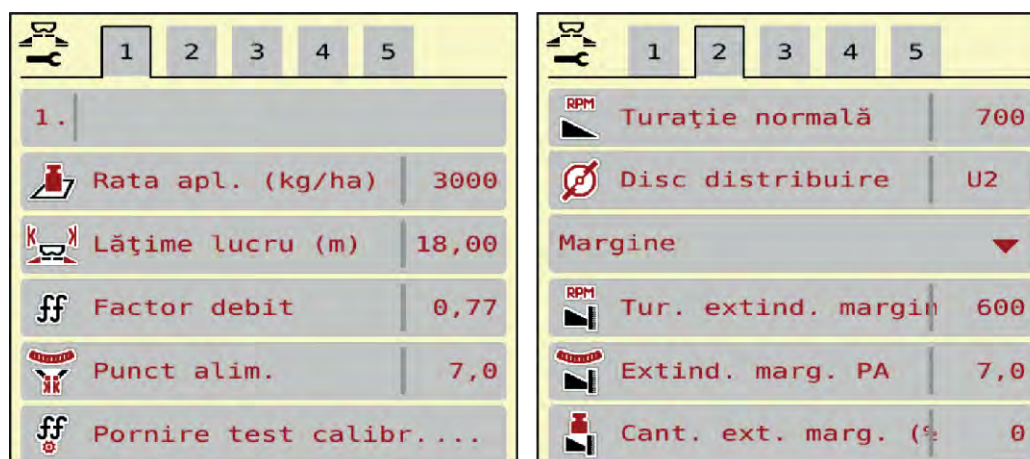 1 2 3 4 5
1.
Rata apl. (kg/ha) 3000
Lăţime lucru (m) 18,00
ff Factor debit 0,77
Punct alim. 7,0
ff Pornire test calibr....
1 2 3 4 5
RPM Turaţie normală 700
Disc distribuire U2
Margine
RPM Tur. extind. margin 600
Extind. marg. PA 7,0
Cant. ext. marg. (% 0